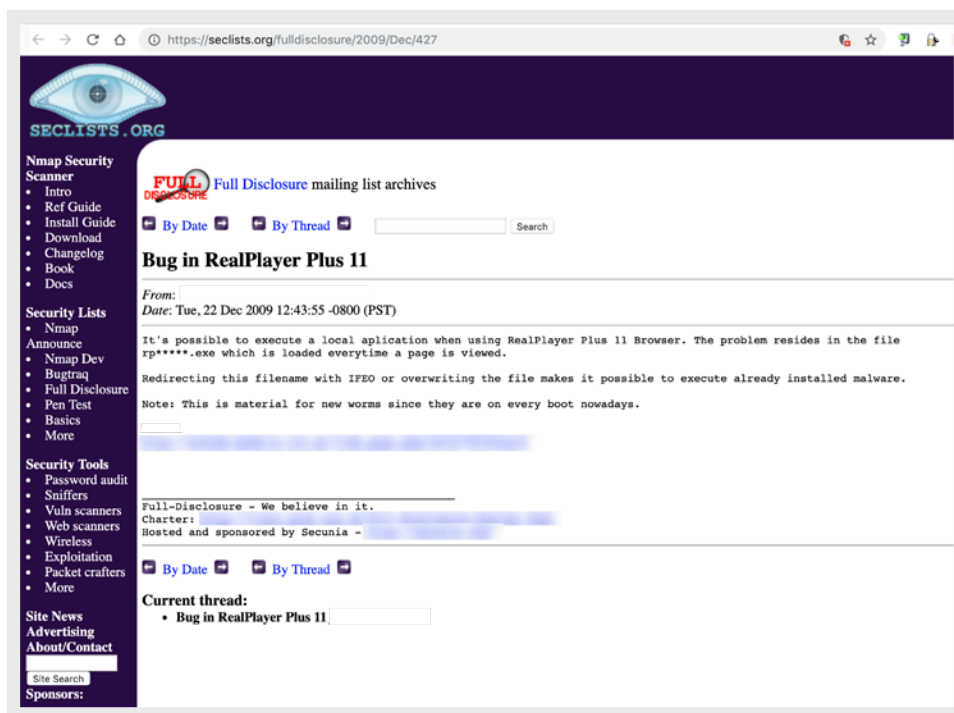 https://seclists.org/fulldisclosure/2009/Dec/427
SECLISTS.ORG
Nmap Security
Scanner
• Intro
• Ref Guide
• Install Guide
• Download
• Changelog
• Book
• Docs
Security Lists
• Nmap
Announce
• Nmap Dev
• Bugtraq
• Full Disclosure
• Pen Test
• Basics
• More
Security Tools
• Password audit
• Sniffers
• Vuln scanners
• Web scanners
• Wireless
• Exploitation
• Packet crafters
• More
Site News
Advertising
About/Contact
Site Search
Sponsors:
FULL
DISCLOSURE
Full Disclosure mailing list archives
By Date By Thread Search
Bug in RealPlayer Plus 11
From:
Date: Tue, 22 Dec 2009 12:43:55 -0800 (PST)
It's possible to execute a local aplication when using RealPlayer Plus 11 Browser. The problem resides in the file
rp*****.exe which is loaded everytime a page is viewed.
Redirecting this filename with IFEO or overwriting the file makes it possible to execute already installed malware.
Note: This is material for new worms since they are on every boot nowadays.
Full-Disclosure - We believe in it.
Charter:
Hosted and sponsored by Secunia -
By Date By Thread
Current thread:
• Bug in RealPlayer Plus 11